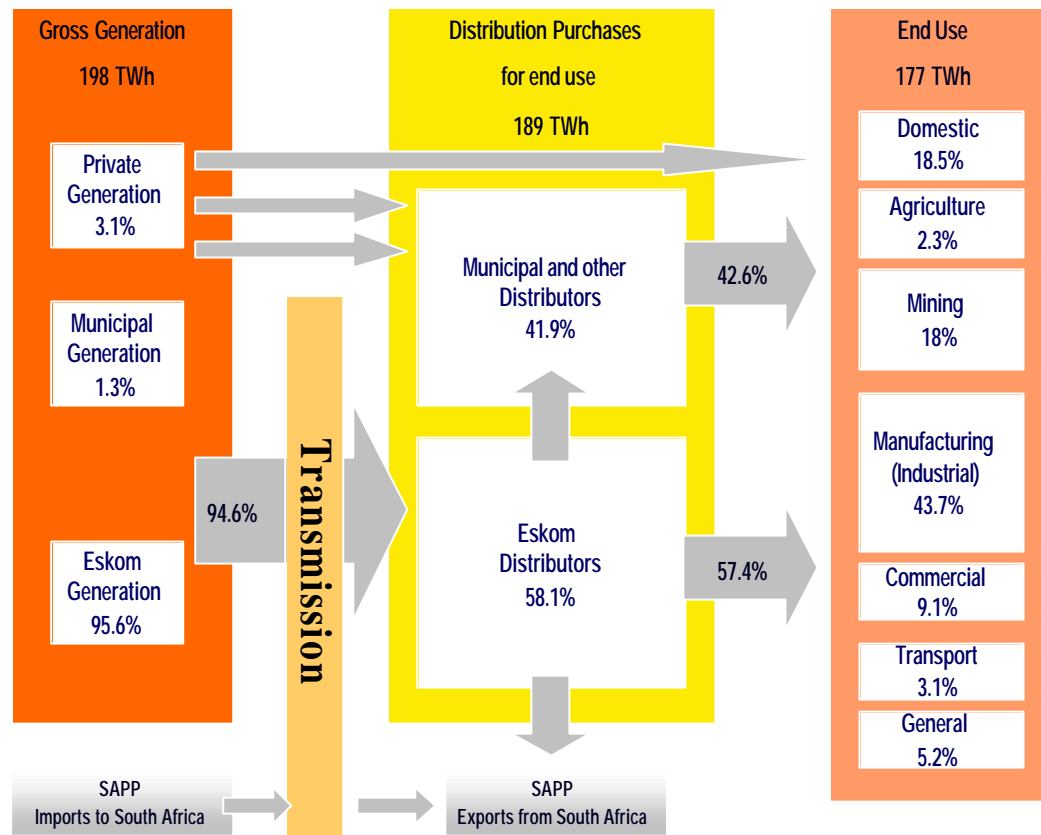 Gross Generation
198 TWh
Private
Generation
3.1%
Municipal
Generation
1.3%
Eskom
Generation
95.6%
94.6%
Transmission
Distribution Purchases
for end use
189 TWh
Municipal and other
Distributors
41.9%
Eskom
Distributors
58.1%
42.6%
57.4%
End Use
177 TWh
Domestic
18.5%
Agriculture
2.3%
Mining
18%
Manufacturing
(Industrial)
43.7%
Commercial
9.1%
Transport
3.1%
General
5.2%
SAPP
Imports to South Africa
SAPP
Exports from South Africa